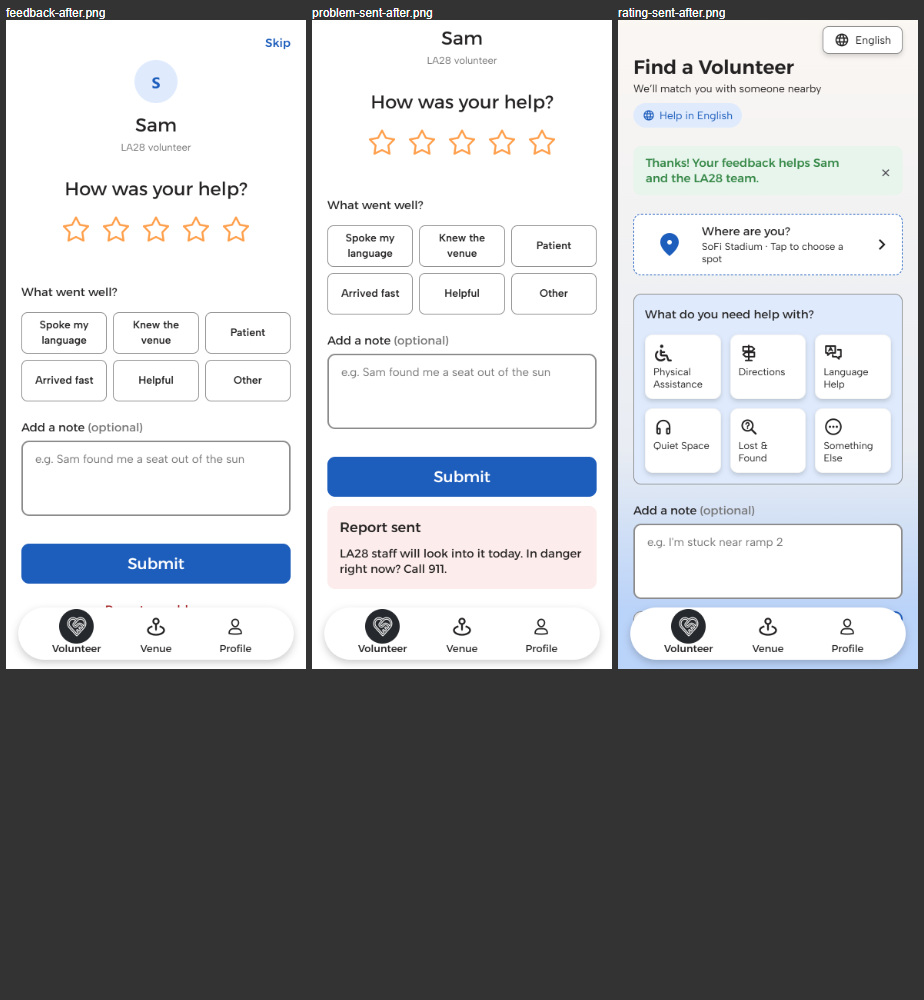 feedback-after.png
Skip
S
Sam
LA28 volunteer
How was your help?
What went well?
Spoke my
language
Knew the
venue
Patient
Arrived fast
Helpful
Other
Add a note (optional)
e.g. Sam found me a seat out of the sun
Submit
Volunteer
Venue
Profile
problem-sent-after.png
Sam
LA28 volunteer
How was your help?
What went well?
Spoke my
language
Knew the
venue
Patient
Arrived fast
Helpful
Other
Add a note (optional)
e.g. Sam found me a seat out of the sun
Submit
Report sent
LA28 staff will look into it today. In danger
right now? Call 911.
Volunteer
Venue
Profile
rating-sent-after.png
English
Find a Volunteer
We'll match you with someone nearby
Help in English
Thanks! Your feedback helps Sam
and the LA28 team.
Where are you?
SoFi Stadium · Tap to choose a
spot
What do you need help with?
Physical
Assistance
Directions
Language
Help
Quiet Space
Lost &
Found
Something
Else
Add a note (optional)
e.g. I'm stuck near ramp 2
Volunteer
Venue
Profile